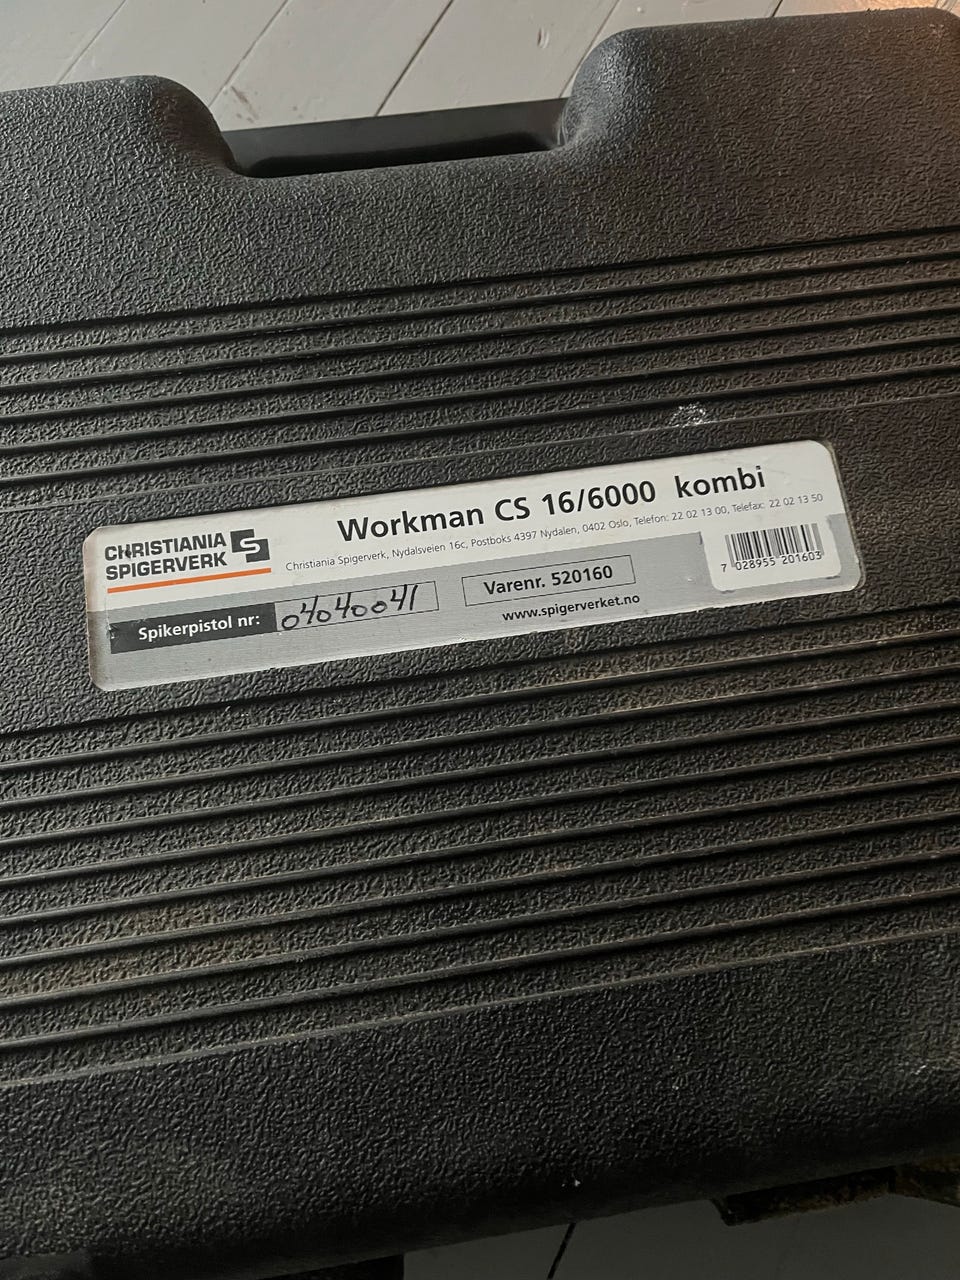 Workman CS 16/6000 kombi
CHRISTIANIA
SPIGERVERK
Christiania Spigerverk, Nydalsveien 16c, Postboks 4397 Nydalen, 0402 Oslo, Telefon: 22 02 13 00, Telefax: 22 02 13 50
Spikerpistol nr: 04040041
Varenr. 520160
www.spigerverket.no
7 028955 201603